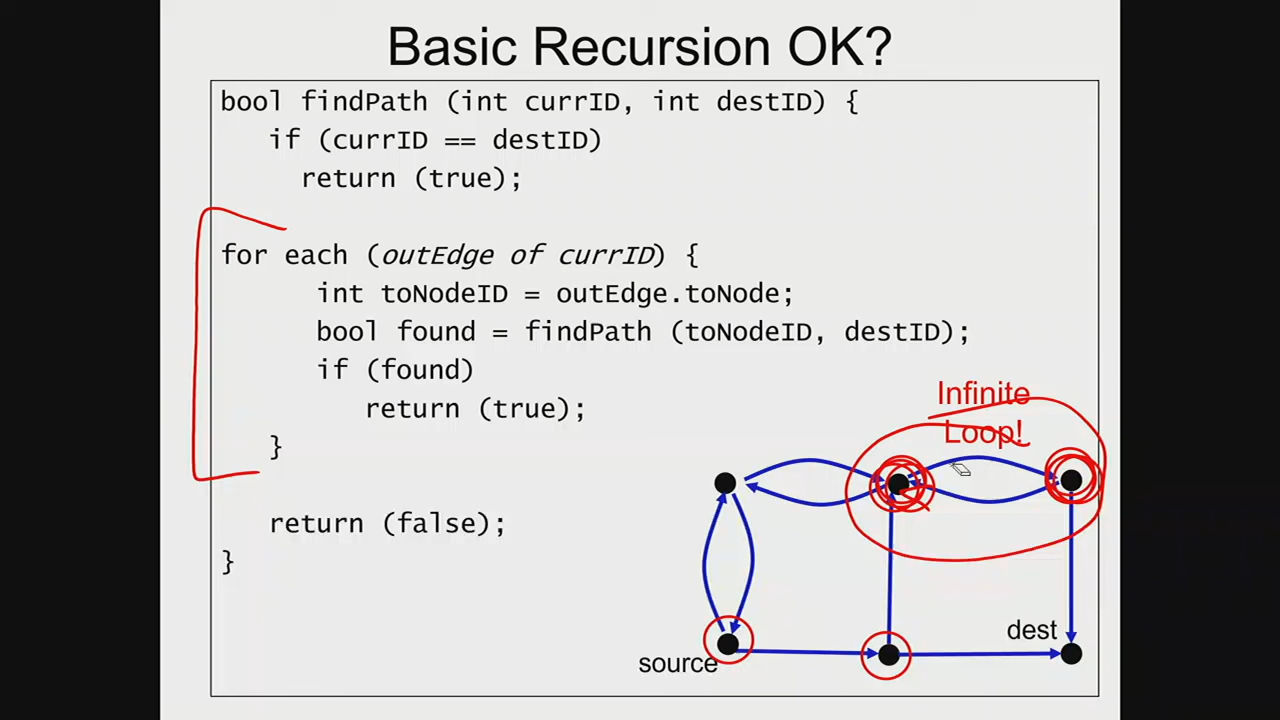 Basic Recursion OK?
bool findPath (int currID, int destID) {
if (currID == destID)
return (true);
for each (outEdge of currID) {
int toNodeID = outEdge.toNode;
bool found = findPath (toNodeID, destID);
if (found)
return (true);
}
return (false);
}
Infinite
Loop!
dest
source